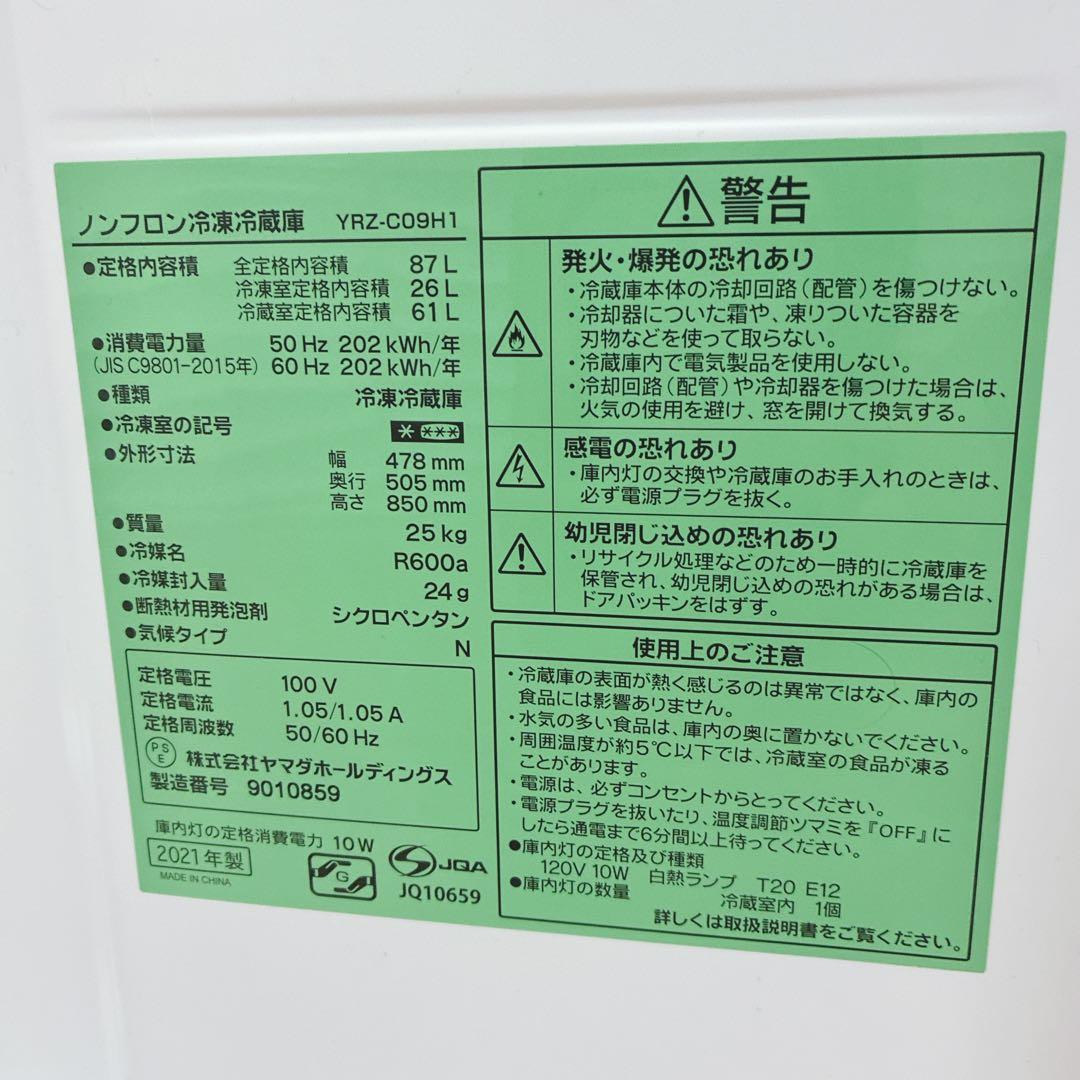 ノンフロン冷凍冷蔵庫 YRZ-C09H1
●定格内容積 全定格内容積 87 L
冷凍室定格内容積 26 L
冷蔵室定格内容積 61 L
●消費電力量 50 Hz 202 kWh/年
(JIS C9801-2015年) 60 Hz 202 kWh/年
●種類 冷凍冷蔵庫
●冷凍室の記号
●外形寸法 幅 478 mm
奥行 505 mm
高さ 850 mm
●質量 25 kg
●冷媒名 R600a
●冷媒封入量 24 g
●断熱材用発泡剤 シクロペンタン
●気候タイプ N
定格電圧 100 V
定格電流 1.05/1.05 A
定格周波数 50/60 Hz
PSE 株式会社ヤマダホールディングス
製造番号 9010859
庫内灯の定格消費電力 10 W
2021年製
MADE IN CHINA
G
JQA
JQ10659
警告
発火・爆発の恐れあり
・冷蔵庫本体の冷却回路（配管）を傷つけない。
・冷却器についた霜や、凍りついた容器を
刃物などを使って取らない。
・冷蔵庫内で電気製品を使用しない。
・冷却回路（配管）や冷却器を傷つけた場合は、
火気の使用を避け、窓を開けて換気する。
感電の恐れあり
・庫内灯の交換や冷蔵庫のお手入れのときは、
必ず電源プラグを抜く。
幼児閉じ込めの恐れあり
・リサイクル処理などのため一時的に冷蔵庫を
保管され、幼児閉じ込めの恐れがある場合は、
ドアパッキンをはずす。
使用上のご注意
・冷蔵庫の表面が熱く感じるのは異常ではなく、庫内の
食品には影響ありません。
・水気の多い食品は、庫内の奥に置かないでください。
・周囲温度が約5℃以下では、冷蔵室の食品が凍る
ことがあります。
・電源は、必ずコンセントからとってください。
・電源プラグを抜いたり、温度調節ツマミを『OFF』に
したら通電まで6分間以上待ってください。
●庫内灯の定格及び種類
120V 10W 白熱ランプ T20 E12
●庫内灯の数量 冷蔵室内 1個
詳しくは取扱説明書をご覧ください。